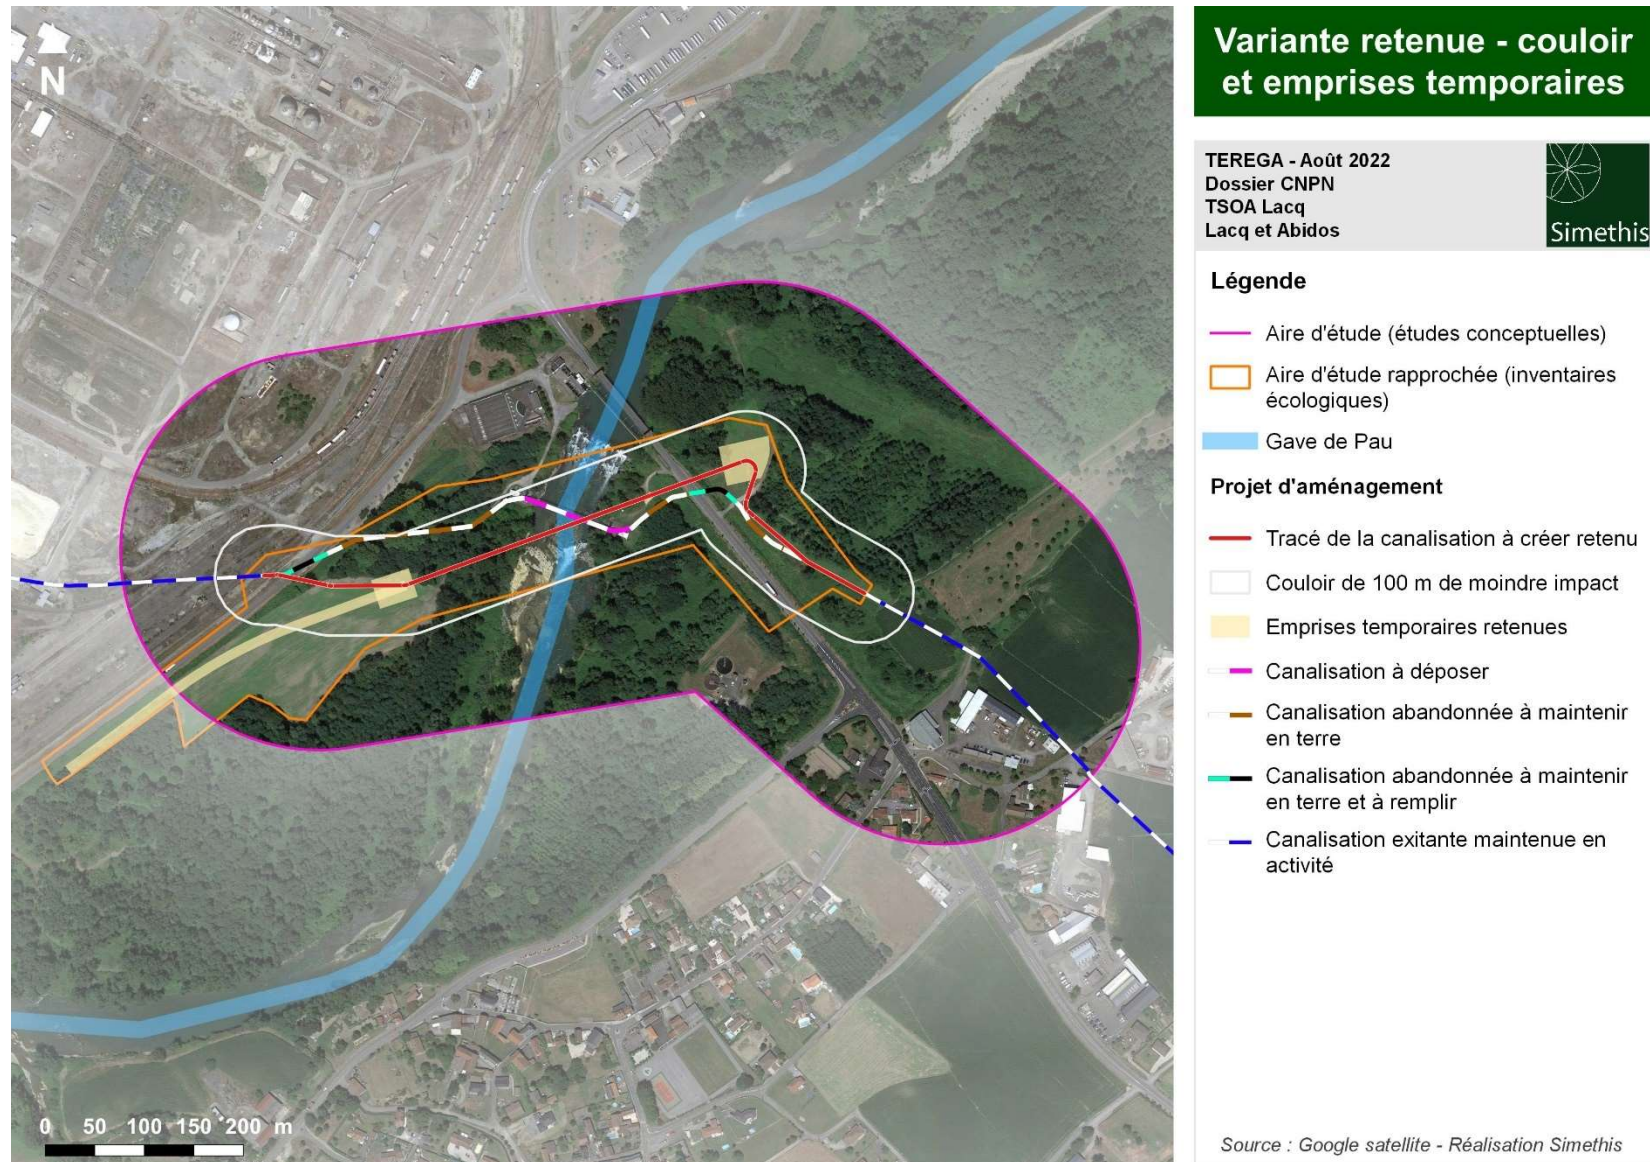 Variante retenue - couloir
et emprises temporaires
TEREGA - Août 2022
Dossier CNPN
TSOA Lacq
Lacq et Abidos
Simethis
Légende
Aire d'étude (études conceptuelles)
Aire d'étude rapprochée (inventaires
écologiques)
Gave de Pau
Projet d'aménagement
Tracé de la canalisation à créer retenu
Couloir de 100 m de moindre impact
Emprises temporaires retenues
Canalisation à déposer
Canalisation abandonnée à maintenir
en terre
Canalisation abandonnée à maintenir
en terre et à remplir
Canalisation exitante maintenue en
activité
Source : Google satellite - Réalisation Simethis
N
0 50 100 150 200 m